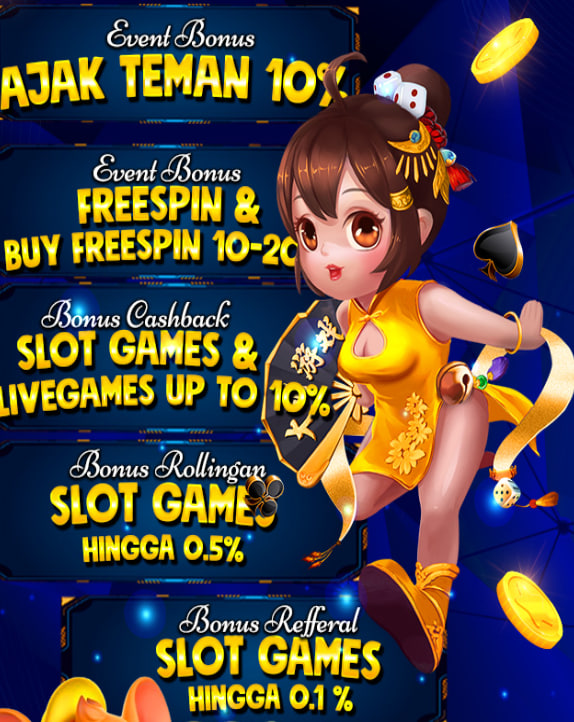 Event Bonus
AJAK TEMAN 10%
Event Bonus
FREESPIN &
BUY FREESPIN 10-20
Bonus Cashback
SLOT GAMES &
LIVEGAMES UP TO 10%
Bonus Rollingan
SLOT GAMES
HINGGA 0.5%
Bonus Refferal
SLOT GAMES
HINGGA 0.1 %